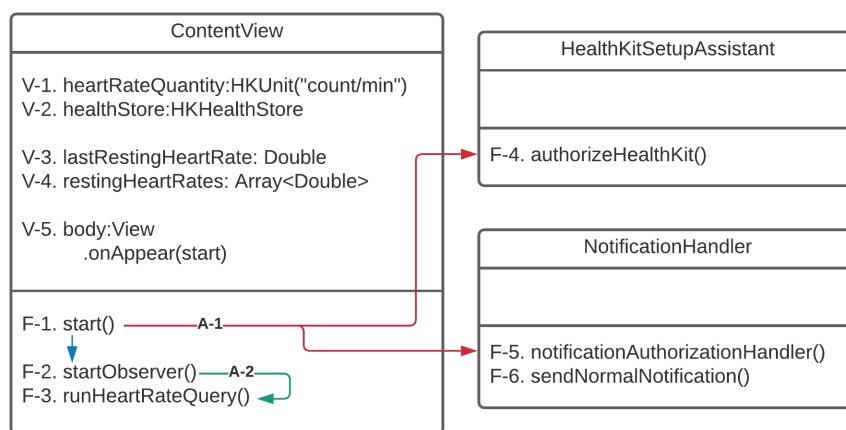 ContentView
V-1. heartRateQuantity:HKUnit("count/min")
V-2. healthStore:HKHealthStore
V-3. lastRestingHeartRate: Double
V-4. restingHeartRates: Array<Double>
V-5. body:View
.onAppear(start)
F-1. start()
A-1
F-2. startObserver()
A-2
F-3. runHeartRateQuery()
HealthKitSetupAssistant
F-4. authorizeHealthKit()
NotificationHandler
F-5. notificationAuthorizationHandler()
F-6. sendNormalNotification()